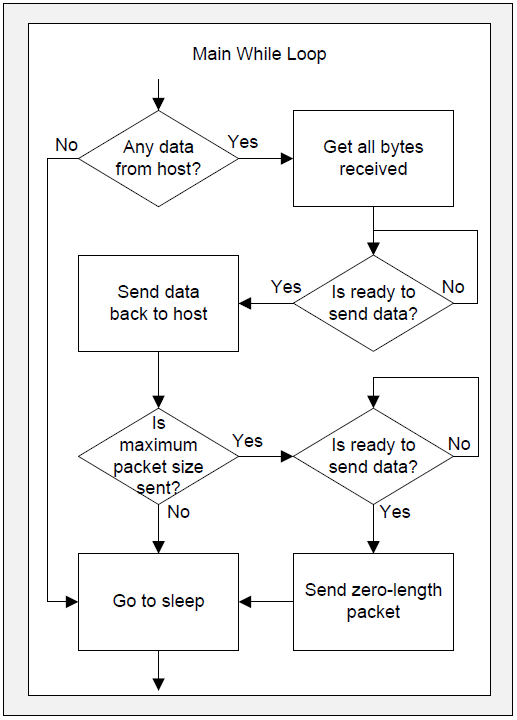 Main While Loop
No
Any data
from host?
Yes
Get all bytes
received
Send data
back to host
Yes
Is ready to
send data?
No
Is
maximum
packet size
sent?
Yes
Is ready to
send data?
No
No
Yes
Go to sleep
Send zero-length
packet